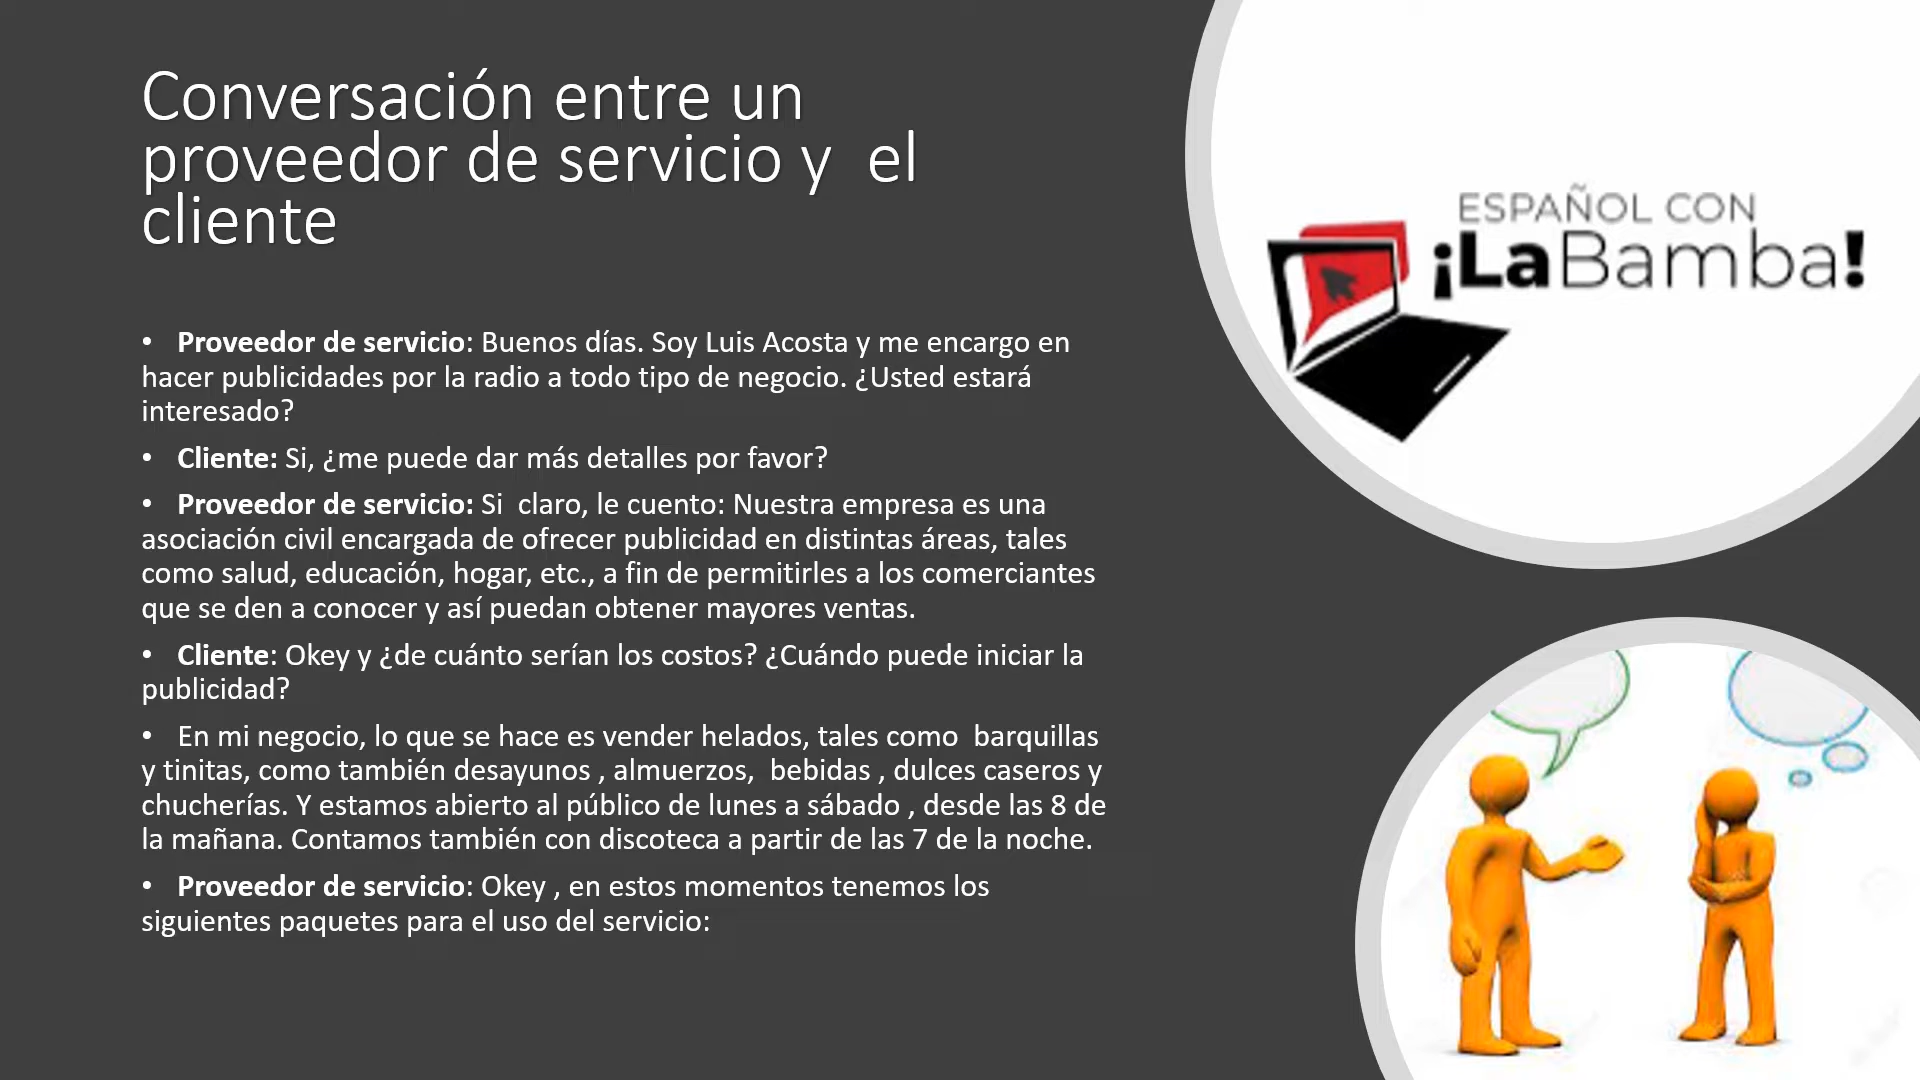 Conversación entre un
proveedor de servicio y  el
cliente
• Proveedor de servicio: Buenos días. Soy Luis Acosta y me encargo en
hacer publicidades por la radio a todo tipo de negocio. ¿Usted estará
interesado?
• Cliente: Si, ¿me puede dar más detalles por favor?
• Proveedor de servicio: Si  claro, le cuento: Nuestra empresa es una
asociación civil encargada de ofrecer publicidad en distintas áreas, tales
como salud, educación, hogar, etc., a fin de permitirles a los comerciantes
que se den a conocer y así puedan obtener mayores ventas.
• Cliente: Okey y ¿de cuánto serían los costos? ¿Cuándo puede iniciar la
publicidad?
• En mi negocio, lo que se hace es vender helados, tales como  barquillas
y tinitas, como también desayunos , almuerzos,  bebidas , dulces caseros y
chucherías. Y estamos abierto al público de lunes a sábado , desde las 8 de
la mañana. Contamos también con discoteca a partir de las 7 de la noche.
• Proveedor de servicio: Okey , en estos momentos tenemos los
siguientes paquetes para el uso del servicio:
ESPAÑOL CON
¡LaBamba!